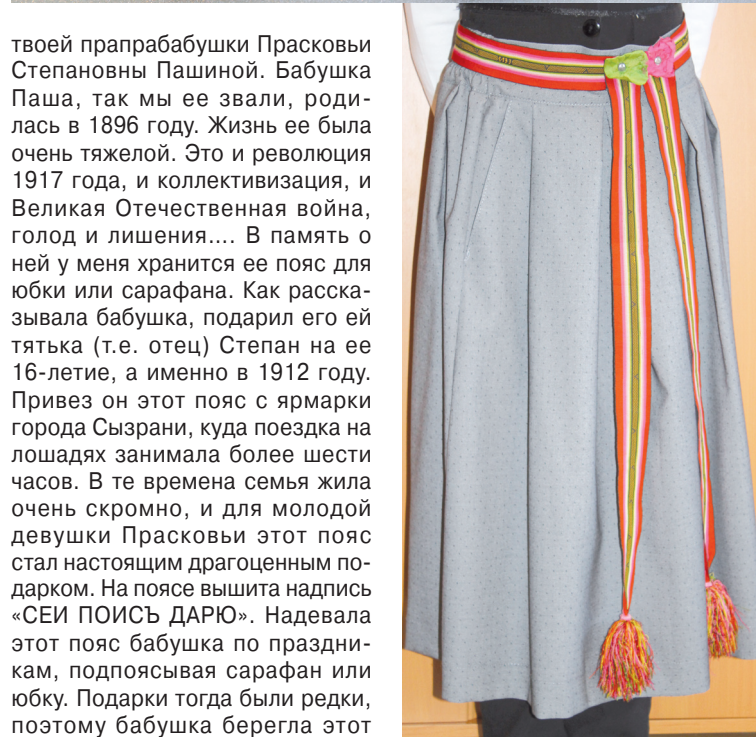 твоей прапрабабушки Прасковьи
Степановны Пашиной. Бабушка
Паша, так мы ее звали, роди-
лась в 1896 году. Жизнь ее была
очень тяжелой. Это и революция
1917 года, и коллективизация, и
Великая Отечественная война,
голод и лишения.... В память о
ней у меня хранится ее пояс для
юбки или сарафана. Как расска-
зывала бабушка, подарил его ей
тятька (т.е. отец) Степан на ее
16-летие, а именно в 1912 году.
Привез он этот пояс с ярмарки
города Сызрани, куда поездка на
лошадях занимала более шести
часов. В те времена семья жила
очень скромно, и для молодой
девушки Прасковьи этот пояс
стал настоящим драгоценным по-
дарком. На поясе вышита надпись
«СЕИ ПОИСЪ ДАРЮ». Надевала
этот пояс бабушка по праздни-
кам, подпоясывая сарафан или
юбку. Подарки тогда были редки,
поэтому бабушка берегла этот